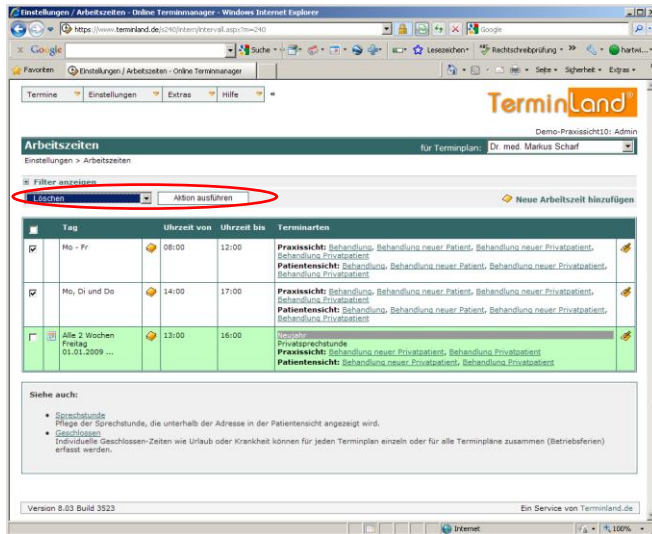 Einstellungen / Arbeitszeiten - Online Terminmanager - Windows Internet Explorer
https://www.terminland.de/s240/intern/intervall.aspx?m=240
Google
Google Suche Lesezeichen Rechtschreibprüfung hartwi...
Favoriten Einstellungen / Arbeitszeiten - Online Terminmanager Seite Sicherheit Extras
Termine Einstellungen Extras Hilfe
TerminLand®
Demo-Praxissicht10: Admin
Arbeitszeiten für Terminplan: Dr. med. Markus Scharf
Einstellungen > Arbeitszeiten
Filter anzeigen
Löschen Aktion ausführen Neue Arbeitszeit hinzufügen
Tag Uhrzeit von Uhrzeit bis Terminarten
Mo - Fr 08:00 12:00 Praxissicht: Behandlung, Behandlung neuer Patient, Behandlung neuer Privatpatient,
Behandlung Privatpatient
Patientensicht: Behandlung, Behandlung neuer Patient, Behandlung neuer Privatpatient,
Behandlung Privatpatient
Mo, Di und Do 14:00 17:00 Praxissicht: Behandlung, Behandlung neuer Patient, Behandlung neuer Privatpatient,
Behandlung Privatpatient
Patientensicht: Behandlung, Behandlung neuer Patient, Behandlung neuer Privatpatient,
Behandlung Privatpatient
Alle 2 Wochen 13:00 16:00 Neujahr
Freitag Privatsprechstunde
01.01.2009 ... Praxissicht: Behandlung neuer Privatpatient, Behandlung Privatpatient
Patientensicht: Behandlung neuer Privatpatient, Behandlung Privatpatient
Siehe auch:
• Sprechstunde
Pflege der Sprechstunde, die unterhalb der Adresse in der Patientensicht angezeigt wird.
• Geschlossen
Individuelle Geschlossen-Zeiten wie Urlaub oder Krankheit können für jeden Terminplan einzeln oder für alle Terminpläne zusammen (Betriebsferien)
erfasst werden.
Version 8.03 Build 3523 Ein Service von Terminland.de
Internet 100%